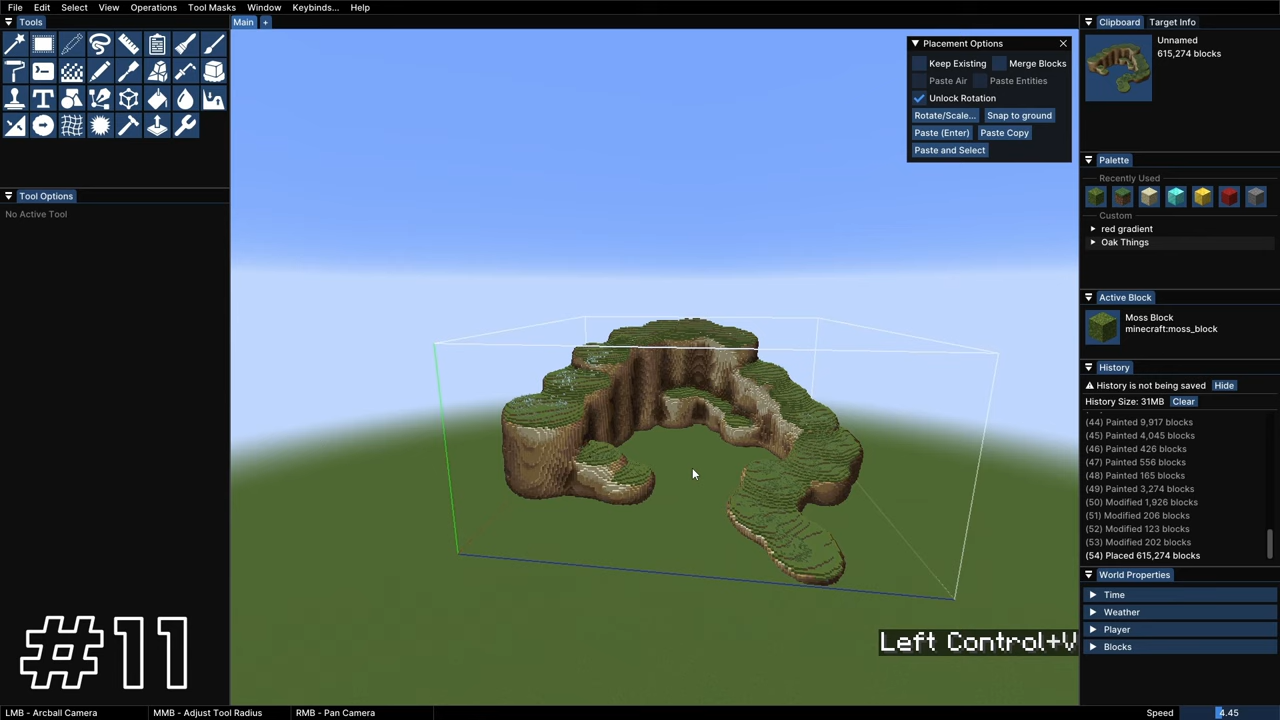 File Edit Select View Operations Tool Masks Window Keybinds... Help
Tools
Main +
Tool Options
No Active Tool
Placement Options
Keep Existing Merge Blocks
Paste Air Paste Entities
Unlock Rotation
Rotate/Scale... Snap to ground
Paste (Enter) Paste Copy
Paste and Select
Clipboard Target Info
Unnamed
615,274 blocks
Palette
Recently Used
Custom
red gradient
Oak Things
Active Block
Moss Block
minecraft:moss_block
History
History is not being saved Hide
History Size: 31MB Clear
(44) Painted 9,917 blocks
(45) Painted 4,045 blocks
(46) Painted 426 blocks
(47) Painted 556 blocks
(48) Painted 165 blocks
(49) Painted 3,274 blocks
(50) Modified 1,926 blocks
(51) Modified 206 blocks
(52) Modified 123 blocks
(53) Modified 202 blocks
(54) Placed 615,274 blocks
World Properties
Time
Weather
Player
Blocks
#11
Left Control+V
LMB - Arcball Camera MMB - Adjust Tool Radius RMB - Pan Camera Speed 4.45